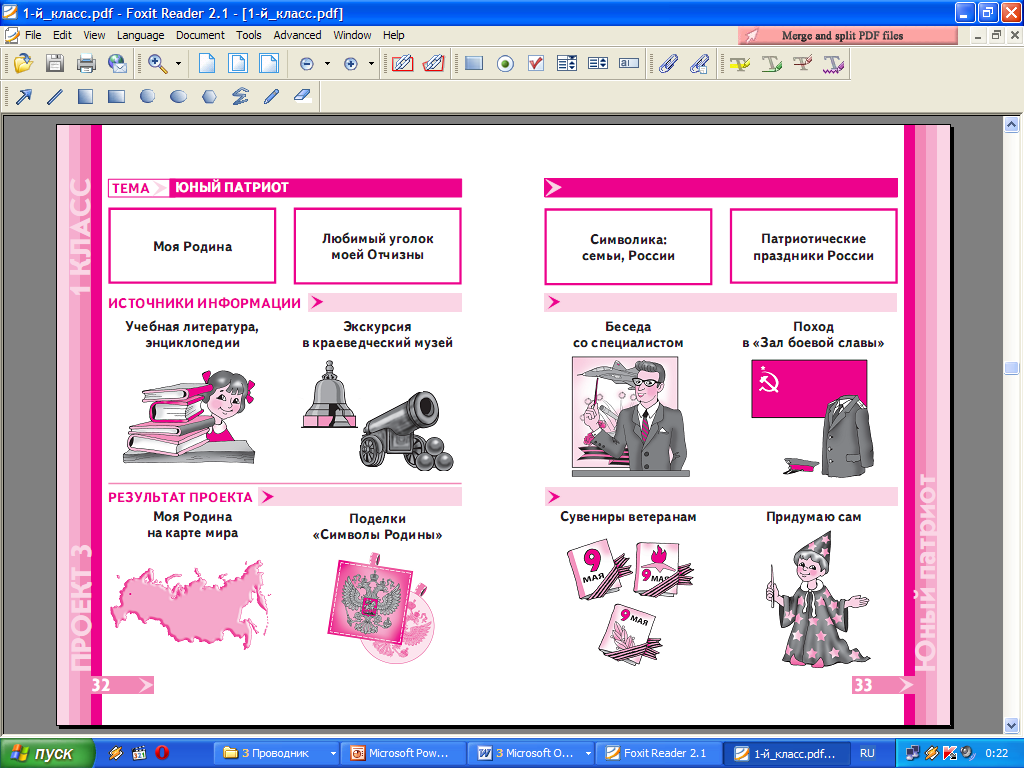 1-й_класс.pdf - Foxit Reader 2.1 - [1-й_класс.pdf]
File Edit View Language Document Tools Advanced Window Help
Merge and split PDF files
1 КЛАСС
ТЕМА ЮНЫЙ ПАТРИОТ
Моя Родина
Любимый уголок
моей Отчизны
Символика:
семьи, России
Патриотические
праздники России
ИСТОЧНИКИ ИНФОРМАЦИИ
Учебная литература,
энциклопедии
Экскурсия
в краеведческий музей
Беседа
со специалистом
Поход
в «Зал боевой славы»
РЕЗУЛЬТАТ ПРОЕКТА
Моя Родина
на карте мира
Поделки
«Символы Родины»
Сувениры ветеранам
9
МАЯ
9 МАЯ
9 МАЯ
Придумаю сам
ПРОЕКТ 3
Юный патриот
32
33
пуск
3 Проводник
Microsoft Pow...
3 Microsoft O...
Foxit Reader 2.1
1-й_класс.pdf...
RU
0:22